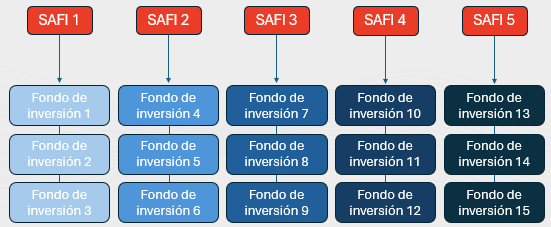 SAFI 1
SAFI 2
SAFI 3
SAFI 4
SAFI 5
Fondo de
inversión 1
Fondo de
inversión 4
Fondo de
inversión 7
Fondo de
inversión 10
Fondo de
inversión 13
Fondo de
inversión 2
Fondo de
inversión 5
Fondo de
inversión 8
Fondo de
inversión 11
Fondo de
inversión 14
Fondo de
inversión 3
Fondo de
inversión 6
Fondo de
inversión 9
Fondo de
inversión 12
Fondo de
inversión 15